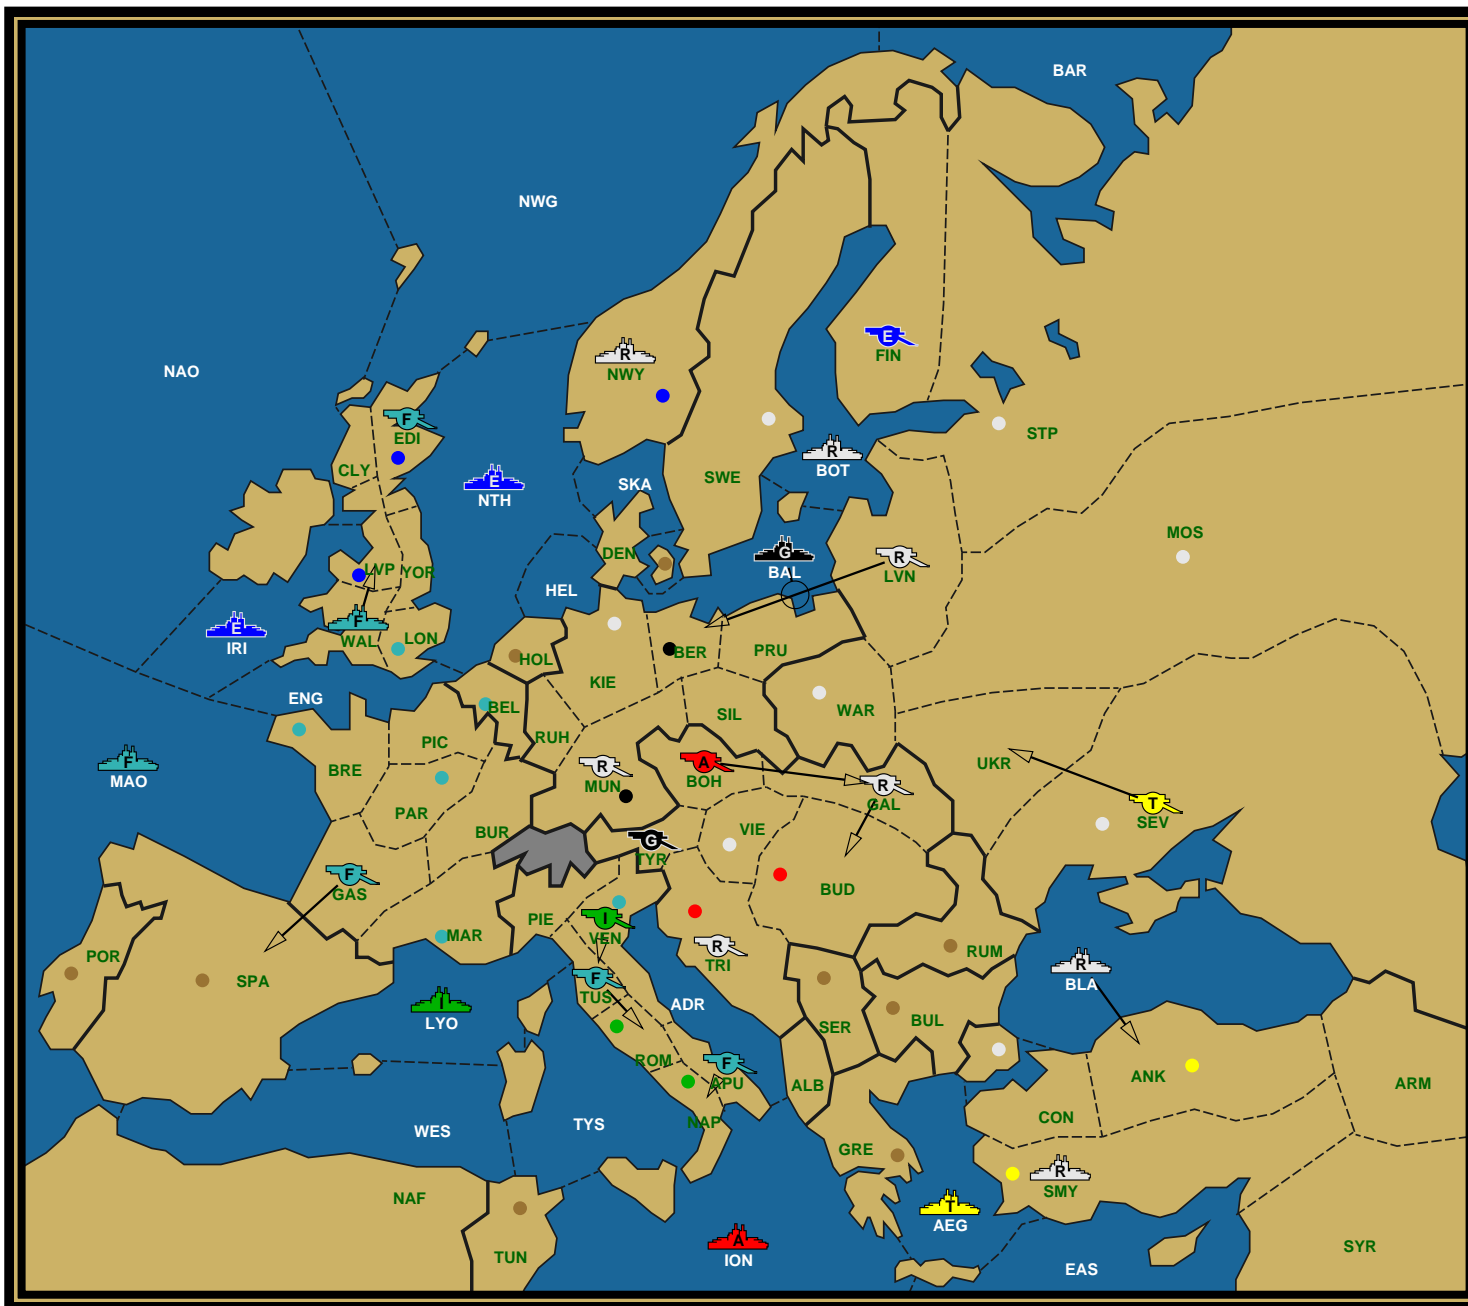 BAR
NWG
R
E
FIN
NAO
NWY
F
EDI
STP
R
CLY
BOT
SWE
E
NTH
SKA
MOS
G
BAL
DEN
R
LVN
LVP
YOR
HEL
E
IRI
F
WAL
LON
BER
PRU
HOL
KIE
ENG
BEL
SIL
WAR
PIC
RUH
F
MAO
BRE
R
MUN
A
BOH
UKR
R
GAL
T
SEV
PAR
BUR
VIE
G
TYR
F
GAS
BUD
PIE
I
VEN
MAR
R
TRI
RUM
POR
SPA
F
TUS
R
BLA
I
LYO
ADR
SER
BUL
ROM
F
APU
ALB
ANK
ARM
WES
TYS
NAP
CON
GRE
NAF
R
SMY
T
AEG
A
ION
TUN
EAS
SYR